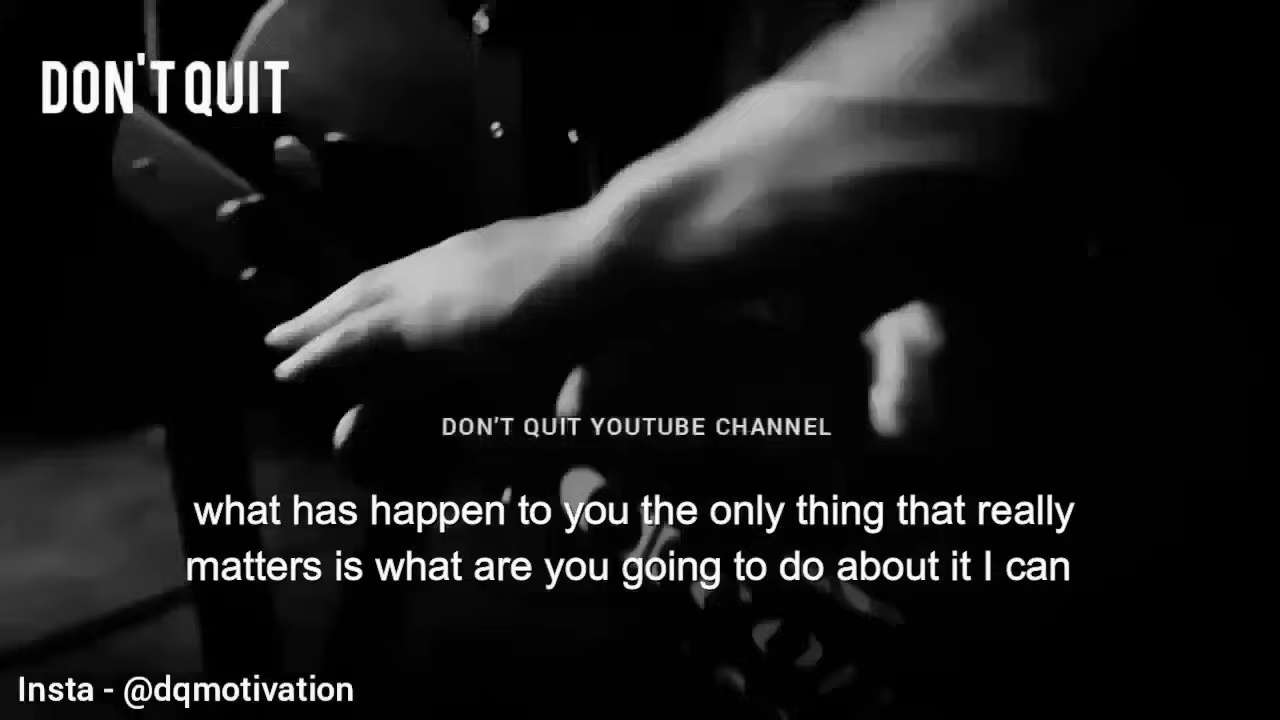 DON'T QUIT
DON'T QUIT YOUTUBE CHANNEL
what has happen to you the only thing that really
matters is what are you going to do about it I can
Insta - @dqmotivation